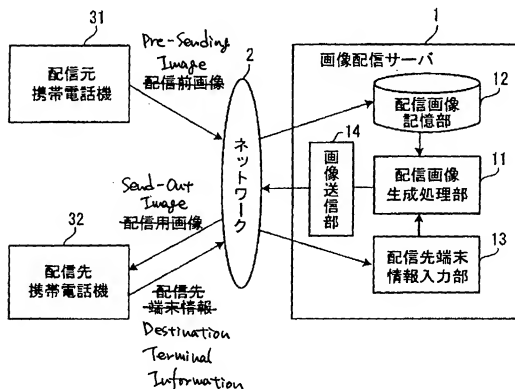 31
配信元
携帯電話機
Pre-Sending
Image
配信前画像
2
ネットワーク
1
画像配信サーバ
12
配信画像
記憶部
14
画像送信部
11
配信画像
生成処理部
13
配信先端末
情報入力部
Send-Out
Image
配信用画像
32
配信先
携帯電話機
配信先
端末情報
Destination
Terminal
Information